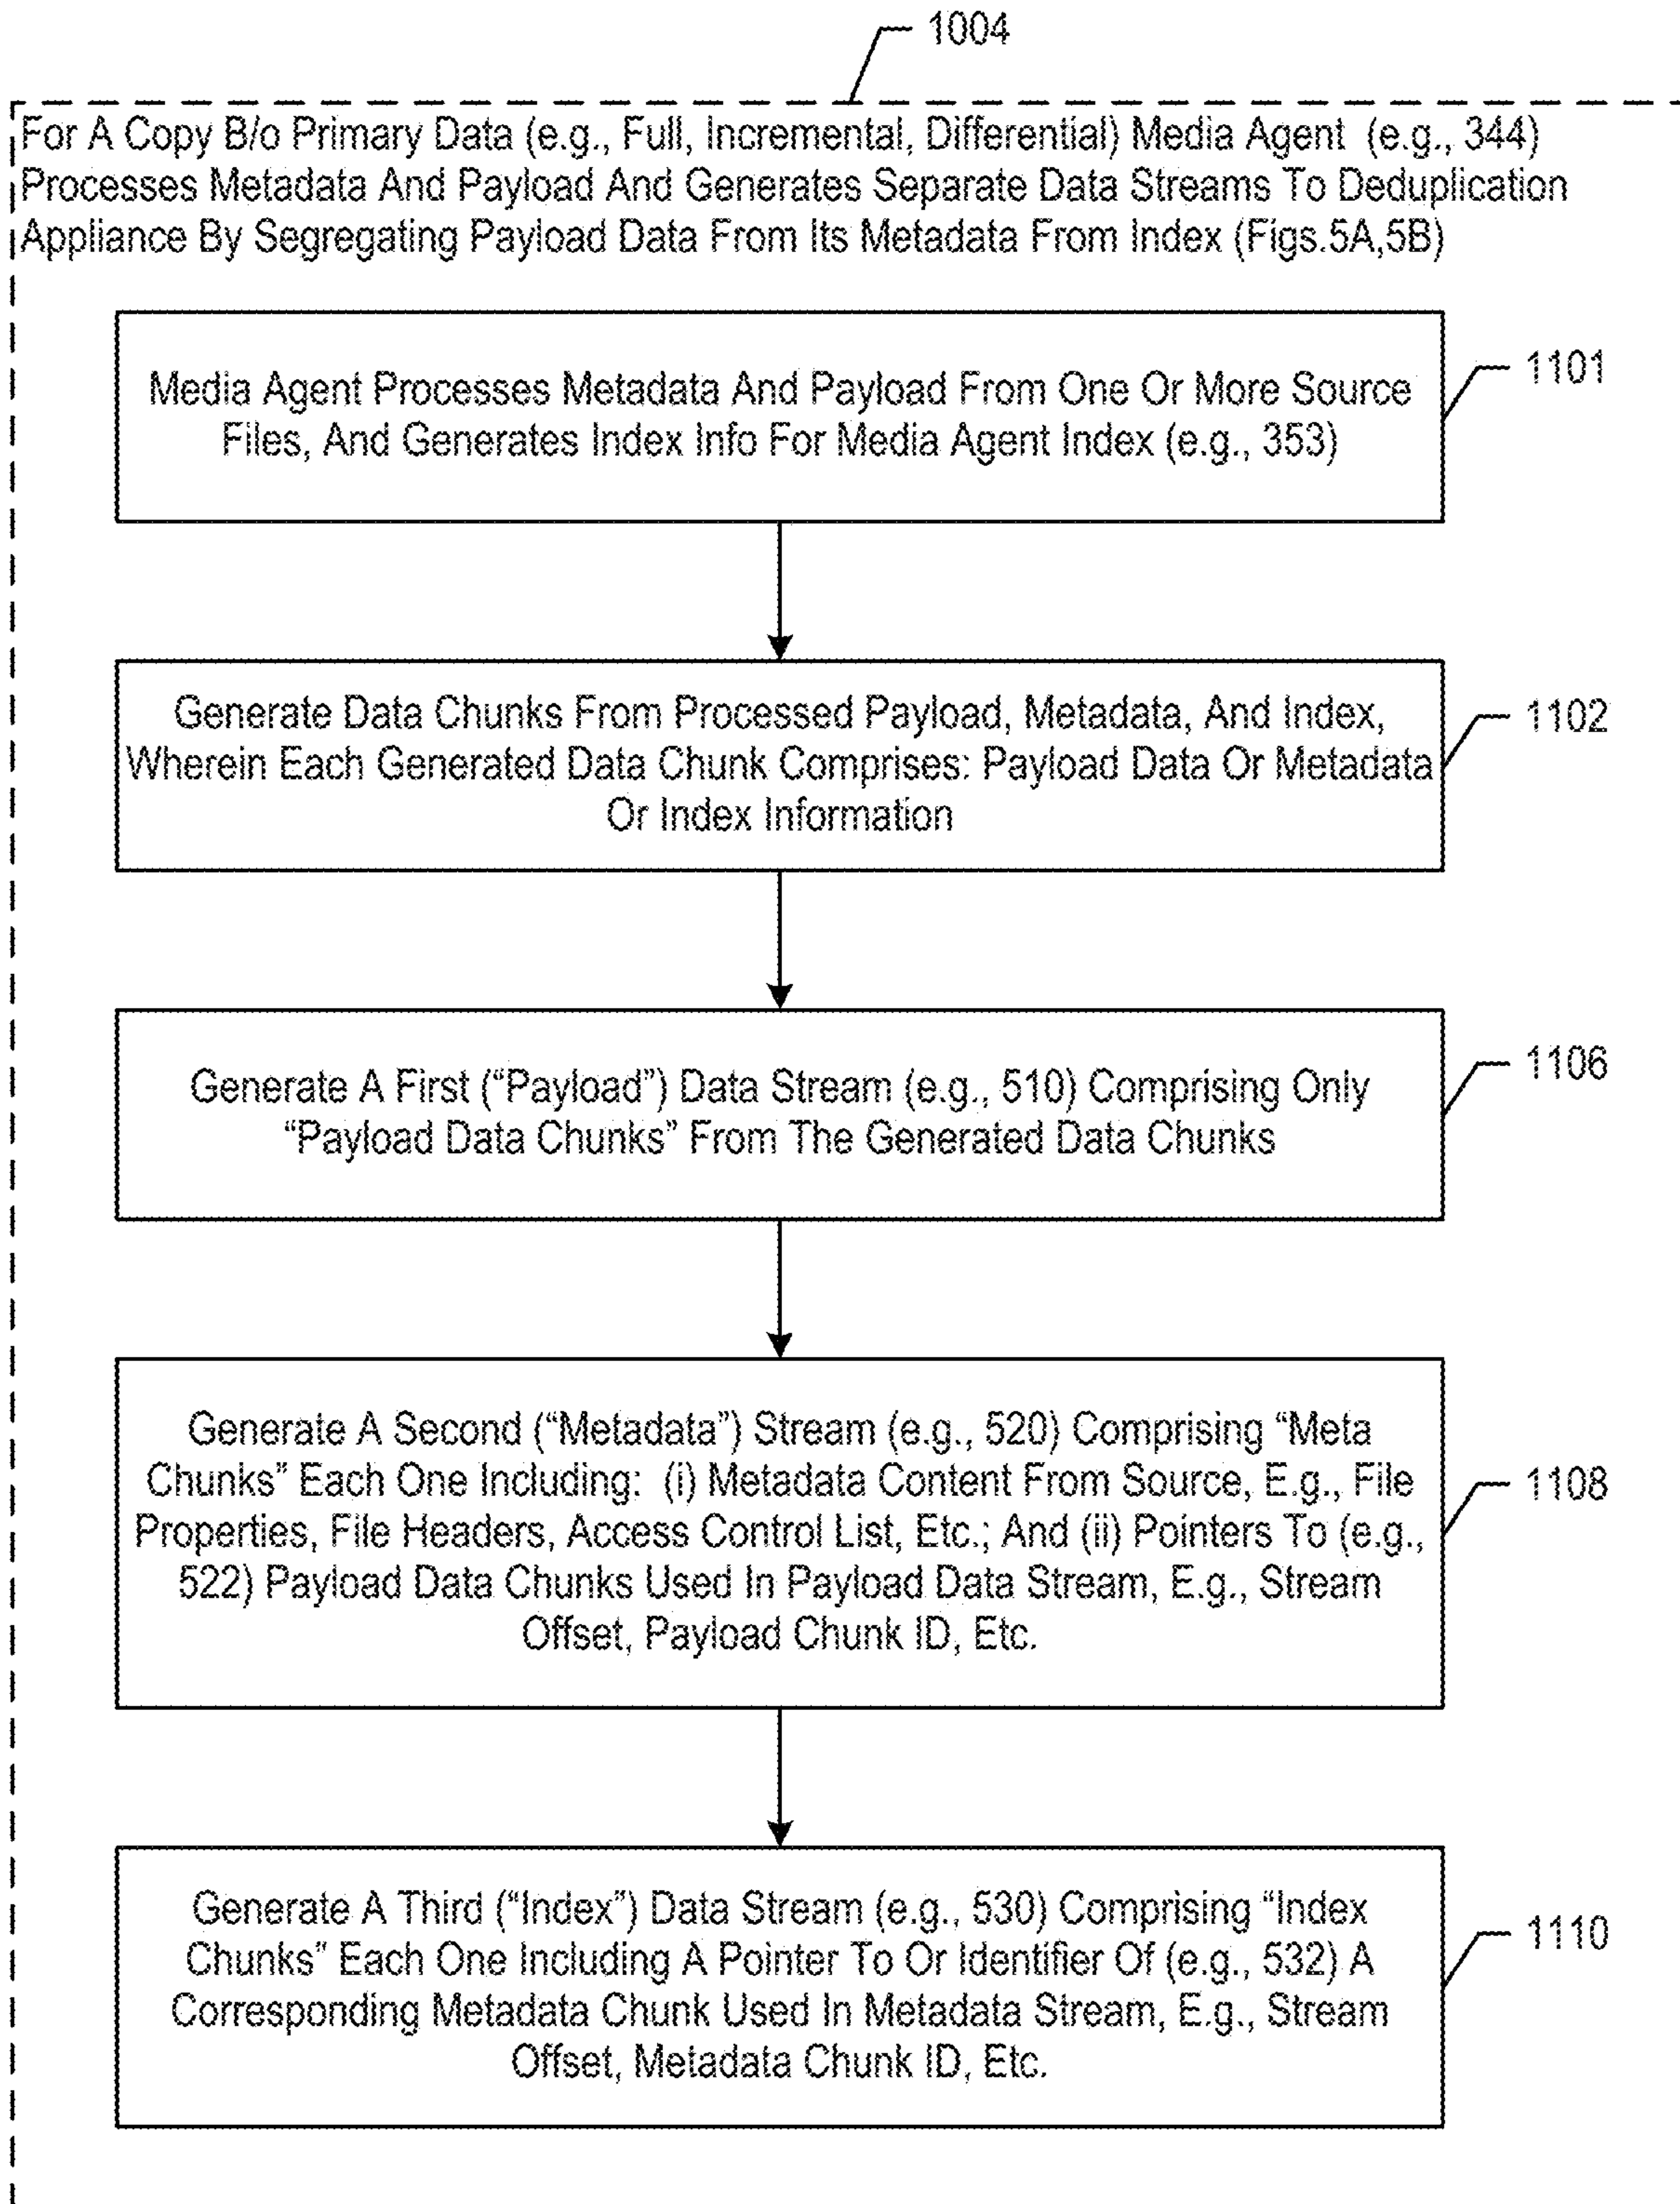 1004
For A Copy B/o Primary Data (e.g., Full, Incremental, Differential) Media Agent (e.g., 344)
Processes Metadata And Payload And Generates Separate Data Streams To Deduplication
Appliance By Segregating Payload Data From Its Metadata From Index (Figs.5A,5B)
Media Agent Processes Metadata And Payload From One Or More Source
Files, And Generates Index Info For Media Agent Index (e.g., 353)
1101
Generate Data Chunks From Processed Payload, Metadata, And Index,
Wherein Each Generated Data Chunk Comprises: Payload Data Or Metadata
Or Index Information
1102
Generate A First (“Payload”) Data Stream (e.g., 510) Comprising Only
“Payload Data Chunks” From The Generated Data Chunks
1106
Generate A Second (“Metadata”) Stream (e.g., 520) Comprising “Meta
Chunks” Each One Including: (i) Metadata Content From Source, E.g., File
Properties, File Headers, Access Control List, Etc.; And (ii) Pointers To (e.g.,
522) Payload Data Chunks Used In Payload Data Stream, E.g., Stream
Offset, Payload Chunk ID, Etc.
1108
Generate A Third (“Index”) Data Stream (e.g., 530) Comprising “Index
Chunks” Each One Including A Pointer To Or Identifier Of (e.g., 532) A
Corresponding Metadata Chunk Used In Metadata Stream, E.g., Stream
Offset, Metadata Chunk ID, Etc.
1110